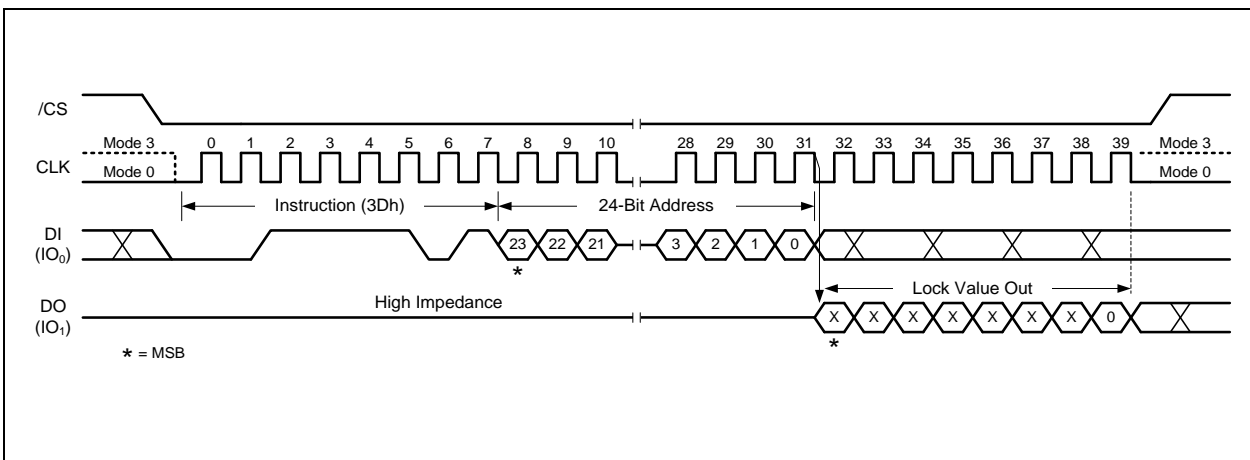 /CS
Mode 3 0 1 2 3 4 5 6 7 8 9 10 28 29 30 31 32 33 34 35 36 37 38 39 Mode 3
CLK
Mode 0 Mode 0
Instruction (3Dh) 24-Bit Address
DI
(IO₀)
23 22 21 3 2 1 0
*
Lock Value Out
High Impedance
DO
(IO₁)
X X X X X X X 0
*
* = MSB